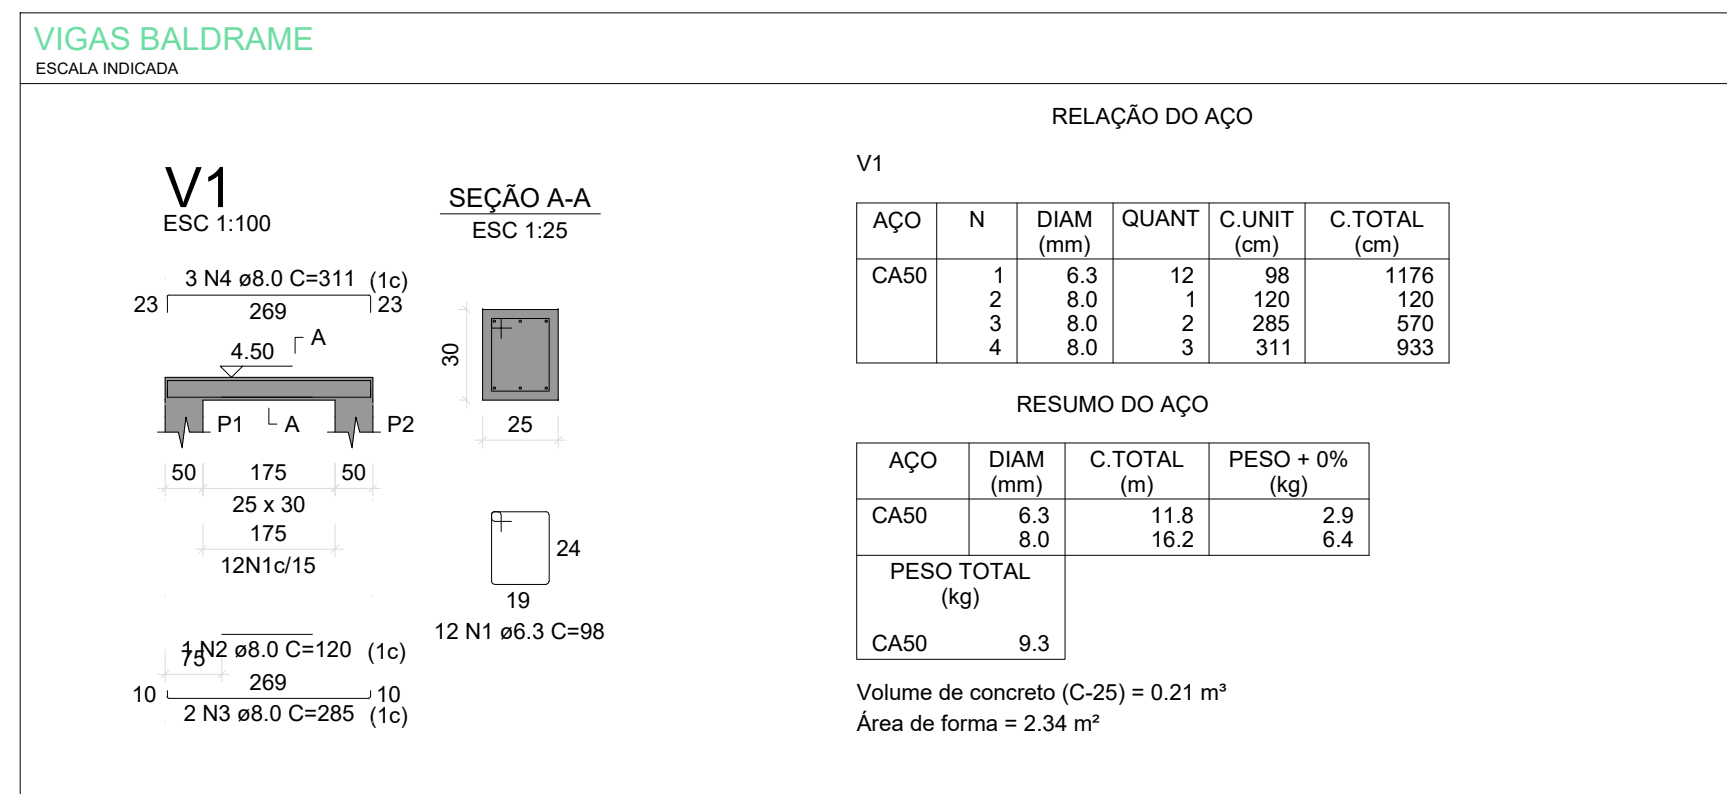 VIGAS BALDRAME
ESCALA INDICADA
V1
ESC 1:100
3 N4 ø8.0 C=311 (1c)
23 269 23
4.50 A
P1 A P2
50 175 50
25 x 30
175
12N1c/15
1 N2 ø8.0 C=120 (1c)
75
10 269 10
2 N3 ø8.0 C=285 (1c)
SEÇÃO A-A
ESC 1:25
30
25
24
19
12 N1 ø6.3 C=98
RELAÇÃO DO AÇO
V1
AÇO N DIAM QUANT C.UNIT C.TOTAL
(mm) (cm) (cm)
CA50 1 6.3 12 98 1176
2 8.0 1 120 120
3 8.0 2 285 570
4 8.0 3 311 933
RESUMO DO AÇO
AÇO DIAM C.TOTAL PESO + 0%
(mm) (m) (kg)
CA50 6.3 11.8 2.9
8.0 16.2 6.4
PESO TOTAL
(kg)
CA50 9.3
Volume de concreto (C-25) = 0.21 m³
Área de forma = 2.34 m²